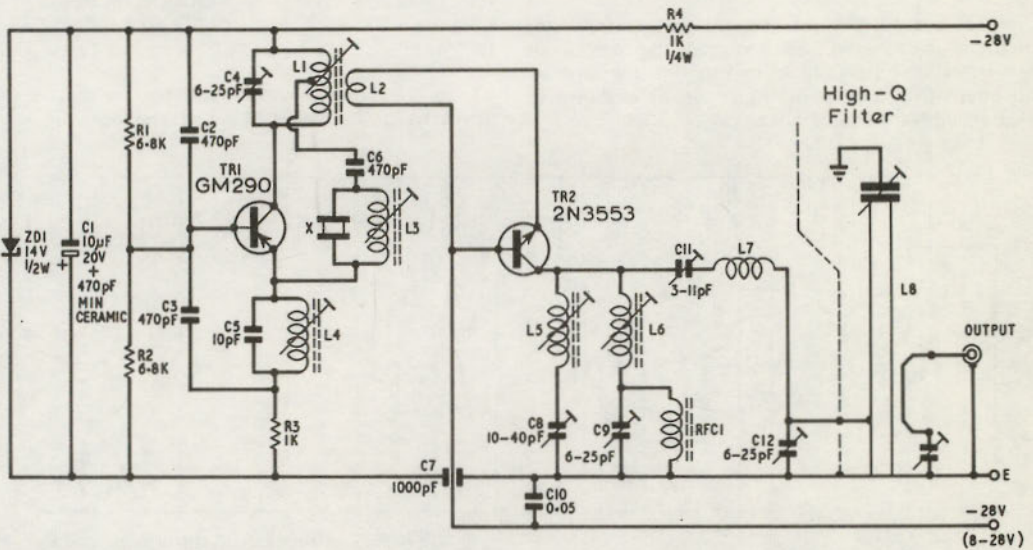 R4
1K
1/4W
−28V
L1
C4
6-25pF
L2
High-Q
Filter
R1
6·8K
C2
470pF
C6
470pF
TR1
GM290
TR2
2N3553
X
L3
ZD1
14V
1/2W
C1
10µF
20V
+
+
470pF
MIN
CERAMIC
C11
3-11pF
L7
L8
C3
470pF
C5
10pF
L4
L5
L6
OUTPUT
R2
6·8K
R3
1K
C8
10-40pF
C9
6-25pF
RFC1
C12
6-25pF
C7
1000pF
E
C10
0·05
−28V
(8-28V)